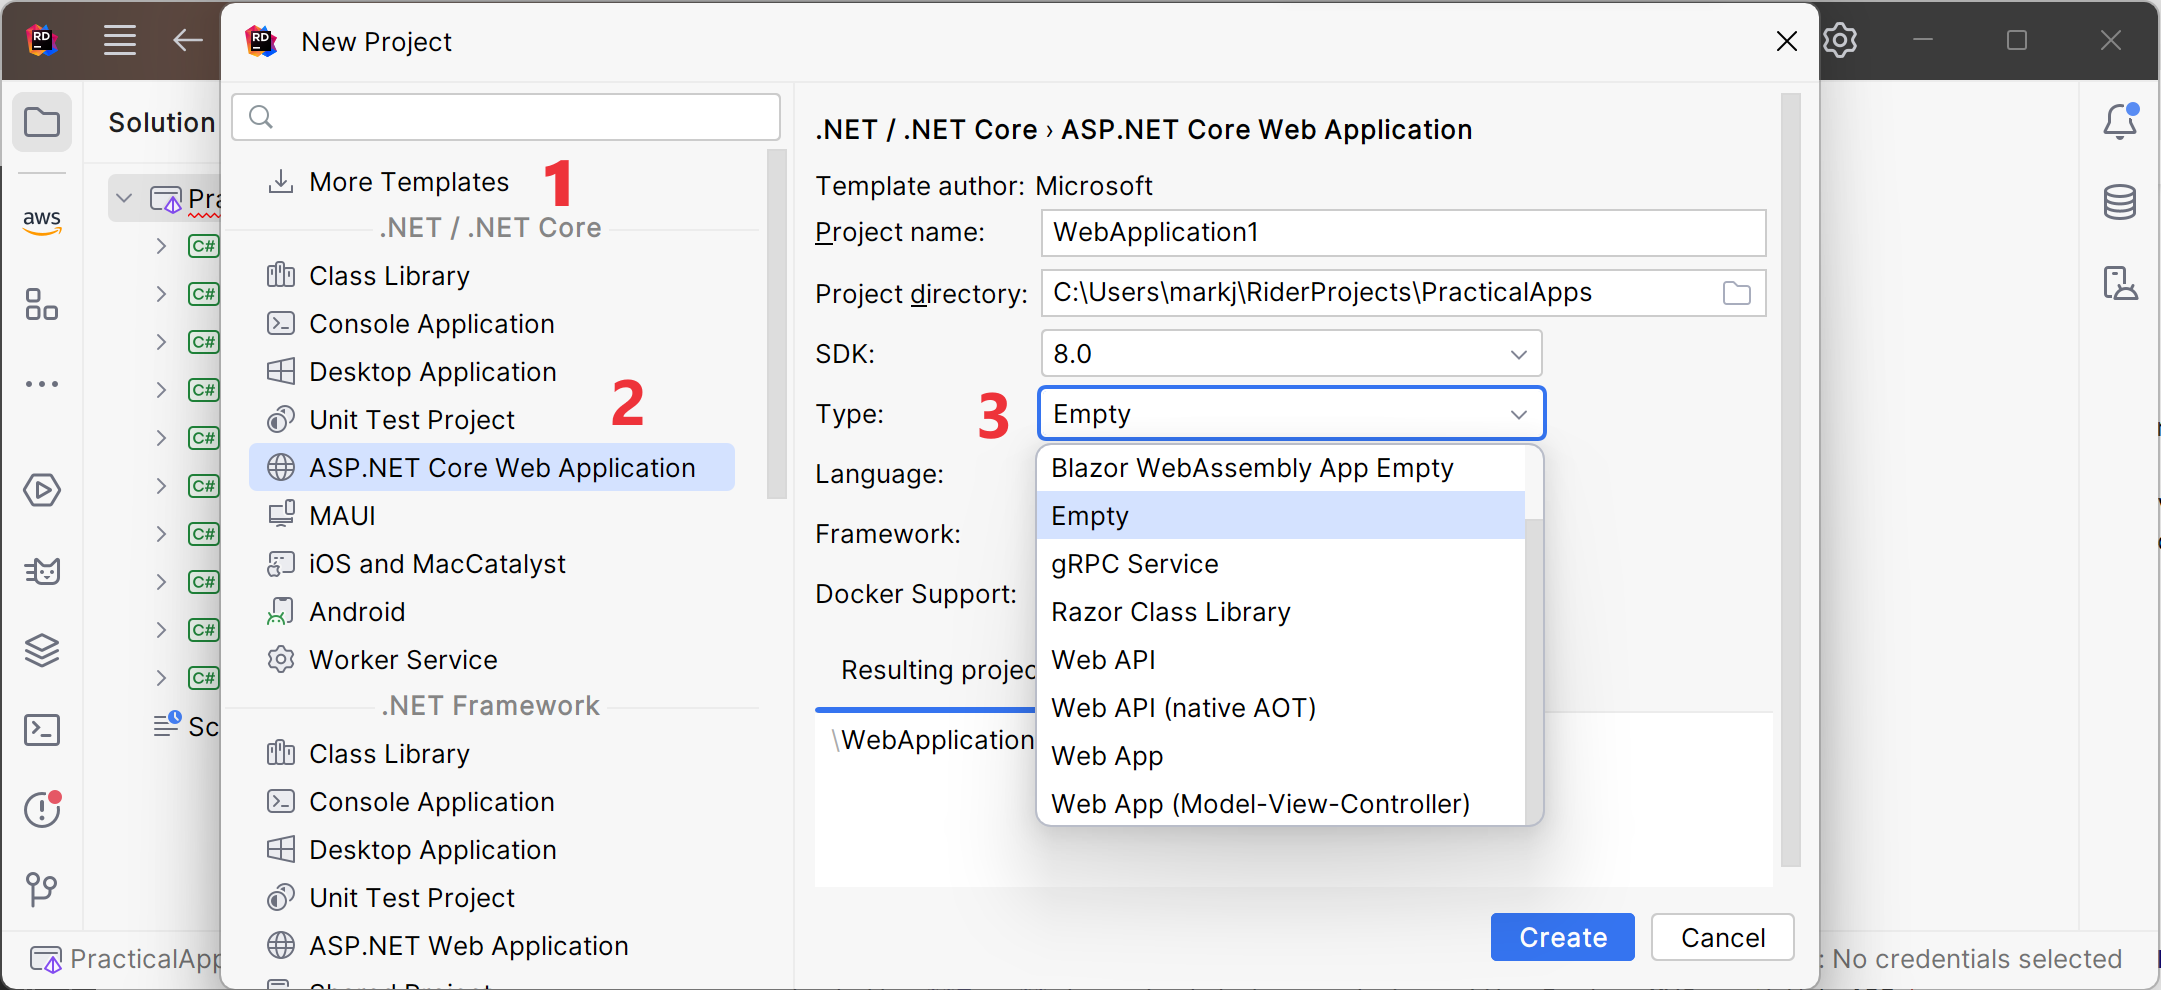 RD
New Project
Solution
More Templates
1
.NET / .NET Core
Class Library
Console Application
Desktop Application
Unit Test Project
2
ASP.NET Core Web Application
MAUI
iOS and MacCatalyst
Android
Worker Service
.NET Framework
Class Library
Console Application
Desktop Application
Unit Test Project
ASP.NET Web Application
Shared Project
.NET / .NET Core › ASP.NET Core Web Application
Template author: Microsoft
Project name: WebApplication1
Project directory: C:\Users\markj\RiderProjects\PracticalApps
SDK: 8.0
Type: 3 Empty
Language:
Framework:
Docker Support:
Blazor WebAssembly App Empty
Empty
gRPC Service
Razor Class Library
Web API
Web API (native AOT)
Web App
Web App (Model-View-Controller)
Resulting projec
\WebApplication
Create
Cancel
RD
aws
Pra
C#
C#
C#
C#
C#
C#
C#
C#
C#
C#
Sc
PracticalApp
: No credentials selected